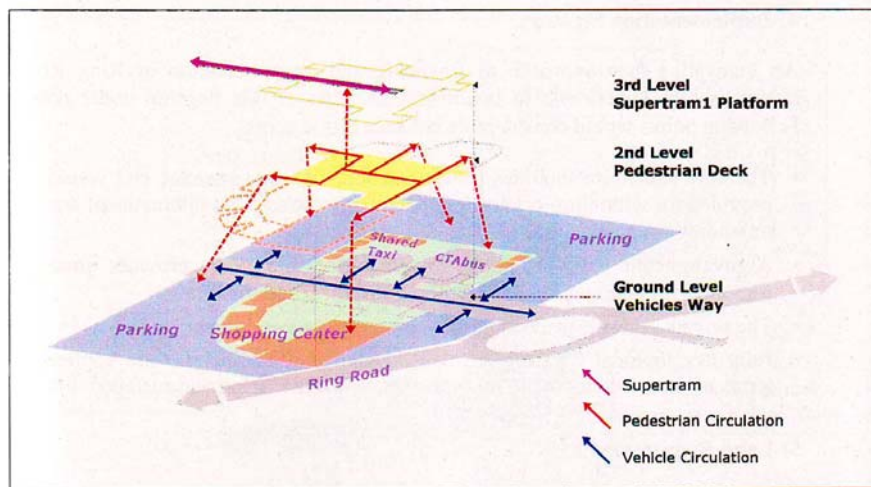 3rd Level
Supertram1 Platform
2nd Level
Pedestrian Deck
Parking
Shared
Taxi
CTAbus
Ground Level
Vehicles Way
Parking
Shopping Center
Ring Road
Supertram
Pedestrian Circulation
Vehicle Circulation